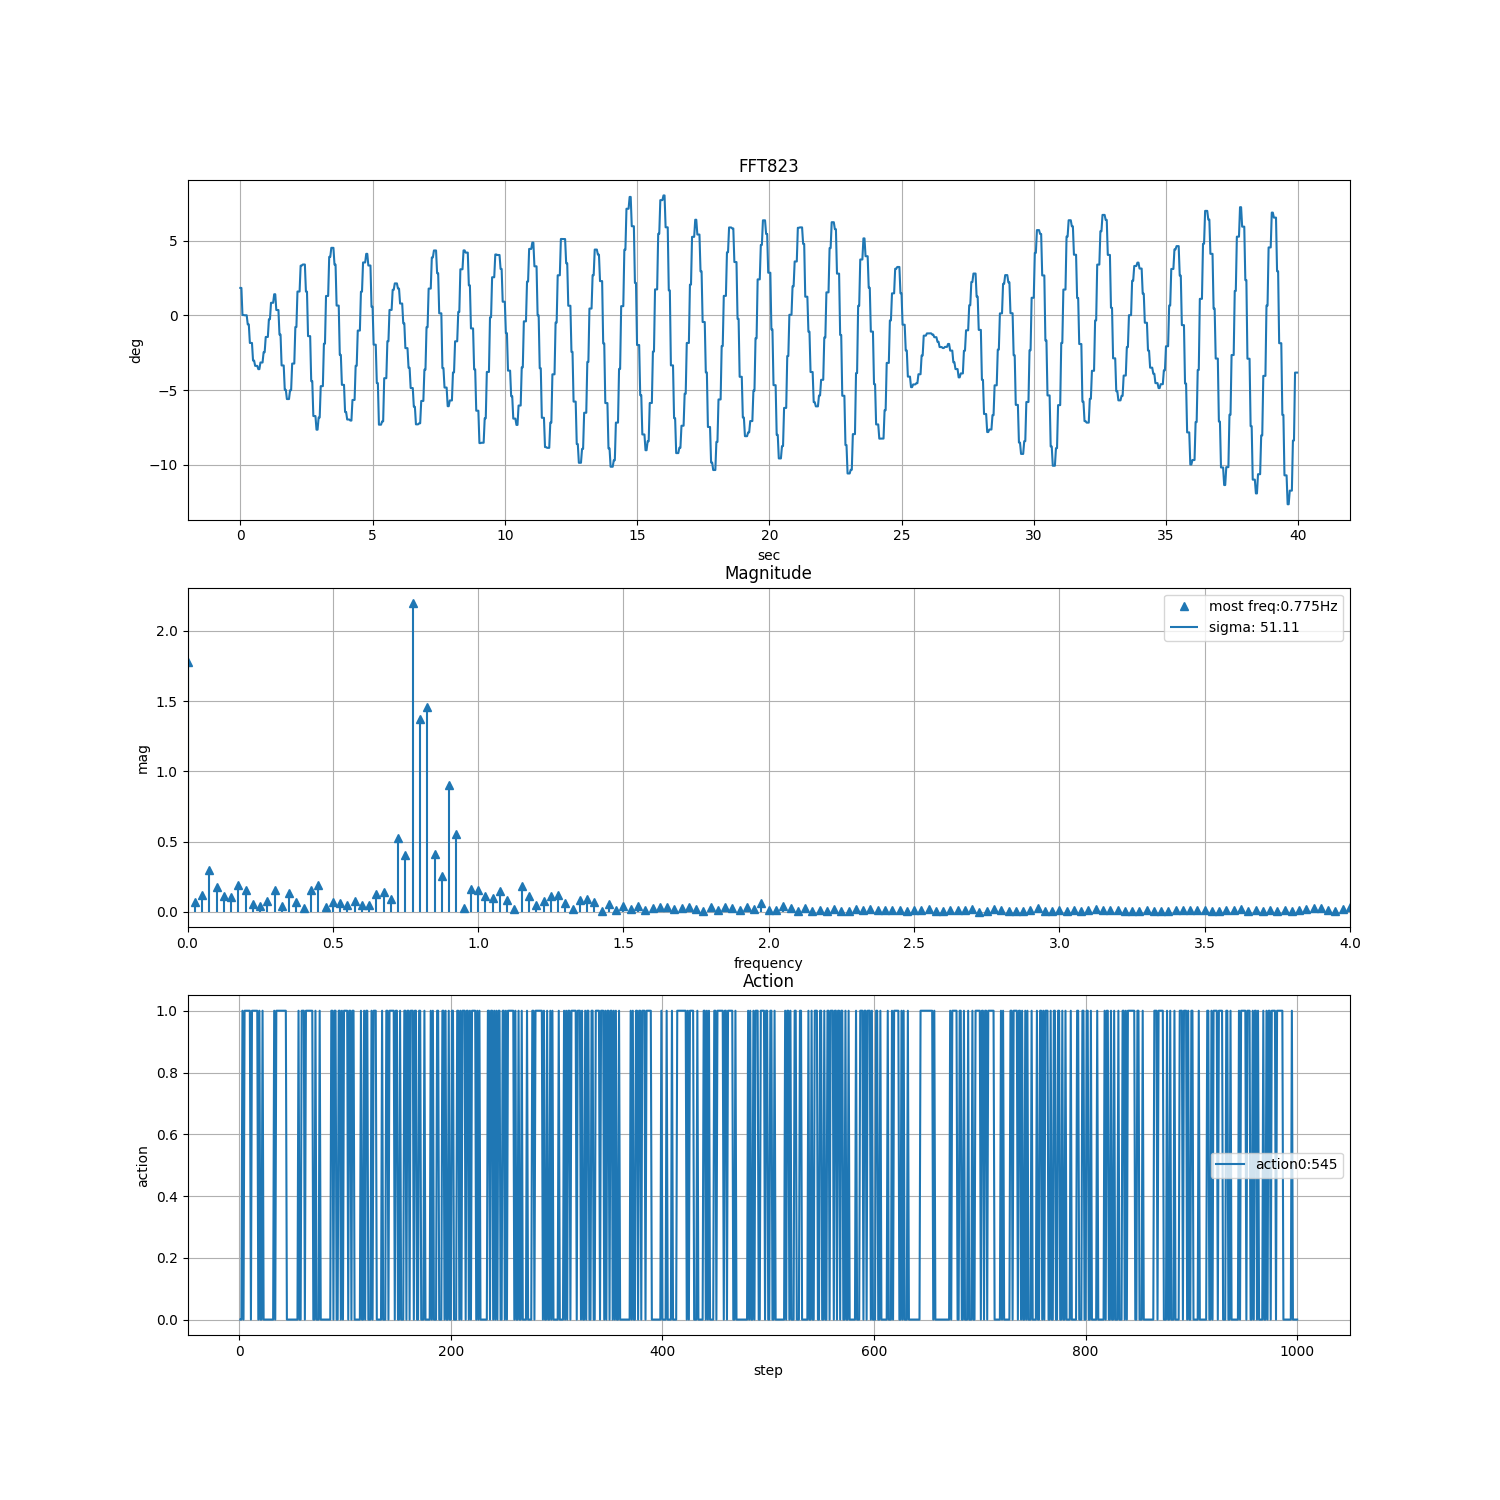 FFT823
5
0
−5
−10
deg
0 5 10 15 20 25 30 35 40
sec
Magnitude
most freq:0.775Hz
sigma: 51.11
2.0
1.5
1.0
0.5
0.0
mag
0.0 0.5 1.0 1.5 2.0 2.5 3.0 3.5 4.0
frequency
Action
1.0
0.8
0.6
0.4
0.2
0.0
action
action0:545
0 200 400 600 800 1000
step